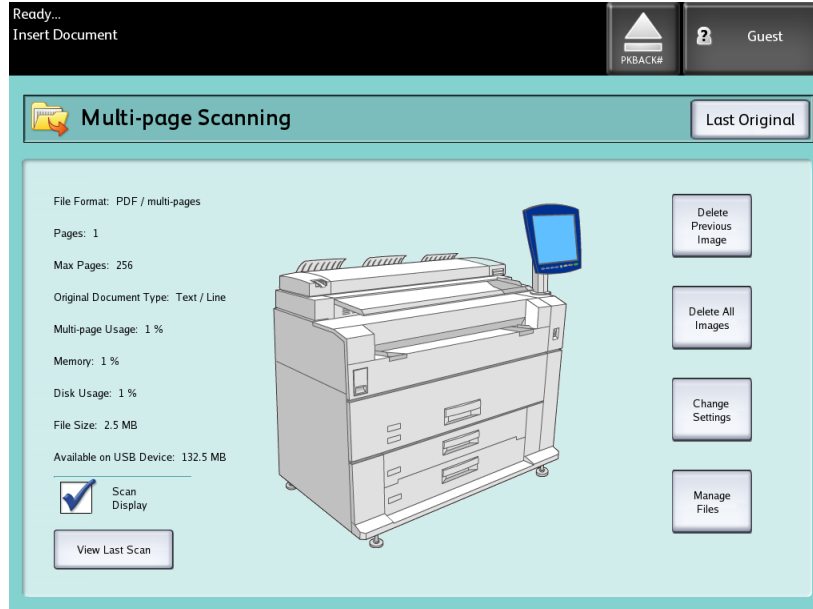 Ready...
Insert Document
PKBACK#
Guest
Multi-page Scanning
Last Original
File Format: PDF / multi-pages
Pages: 1
Max Pages: 256
Original Document Type: Text / Line
Multi-page Usage: 1 %
Memory: 1 %
Disk Usage: 1 %
File Size: 2.5 MB
Available on USB Device: 132.5 MB
Scan
Display
View Last Scan
Delete
Previous
Image
Delete All
Images
Change
Settings
Manage
Files